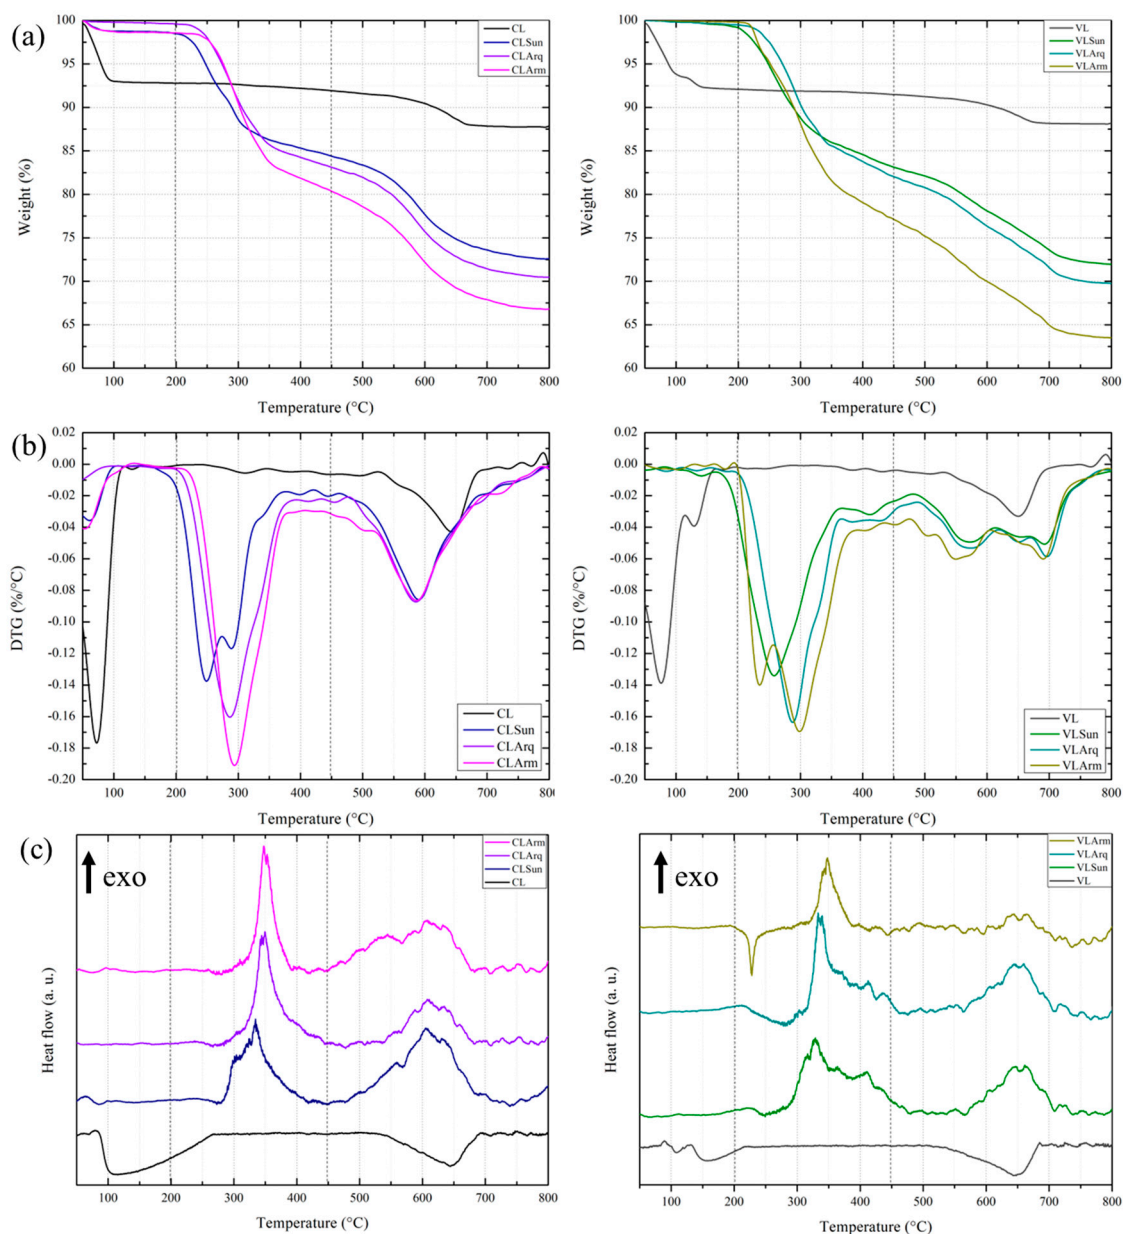 (a)
100
95
90
85
80
75
70
65
60
Weight (%)
CL
CLSun
CLArq
CLArm
100 200 300 400 500 600 700 800
Temperature (°C)
100
95
90
85
80
75
70
65
60
Weight (%)
VL
VLSun
VLArq
VLArm
100 200 300 400 500 600 700 800
Temperature (°C)
(b)
0.02
0.00
-0.02
-0.04
-0.06
-0.08
-0.10
-0.12
-0.14
-0.16
-0.18
-0.20
DTG (%/°C)
CL
CLSun
CLArq
CLArm
100 200 300 400 500 600 700 800
Temperature (°C)
0.02
0.00
-0.02
-0.04
-0.06
-0.08
-0.10
-0.12
-0.14
-0.16
-0.18
-0.20
DTG (%/°C)
VL
VLSun
VLArq
VLArm
100 200 300 400 500 600 700 800
Temperature (°C)
(c)
exo
Heat flow (a. u.)
CLArm
CLArq
CLSun
CL
100 200 300 400 500 600 700 800
Temperature (°C)
exo
Heat flow (a. u.)
VLArm
VLArq
VLSun
VL
100 200 300 400 500 600 700 800
Temperature (°C)